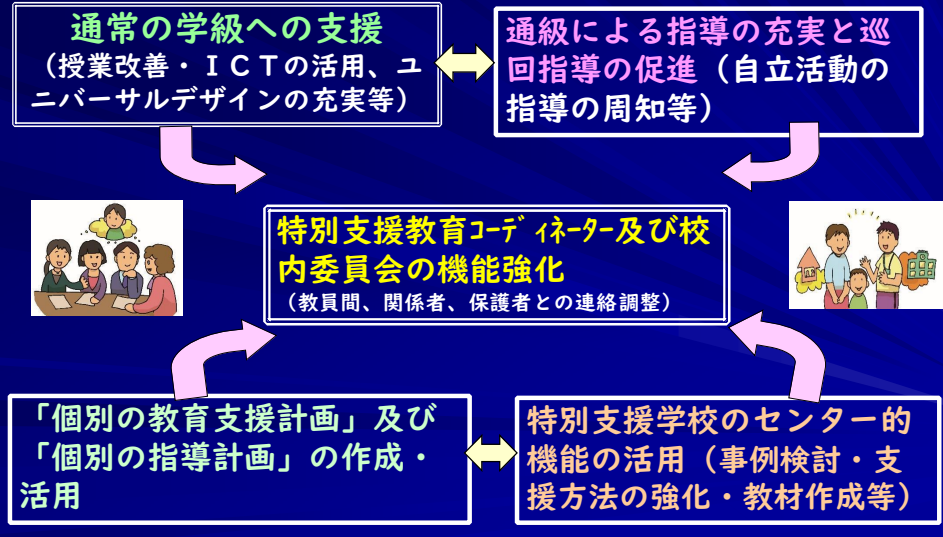 通常の学級への支援
（授業改善・ＩＣＴの活用、ユ
ニバーサルデザインの充実等）
通級による指導の充実と巡
回指導の促進（自立活動の
指導の周知等）
特別支援教育ｺｰﾃﾞｨﾈｰﾀｰ及び校
内委員会の機能強化
（教員間、関係者、保護者との連絡調整）
「個別の教育支援計画」及び
「個別の指導計画」の作成・
活用
特別支援学校のセンター的
機能の活用（事例検討・支
援方法の強化・教材作成等）